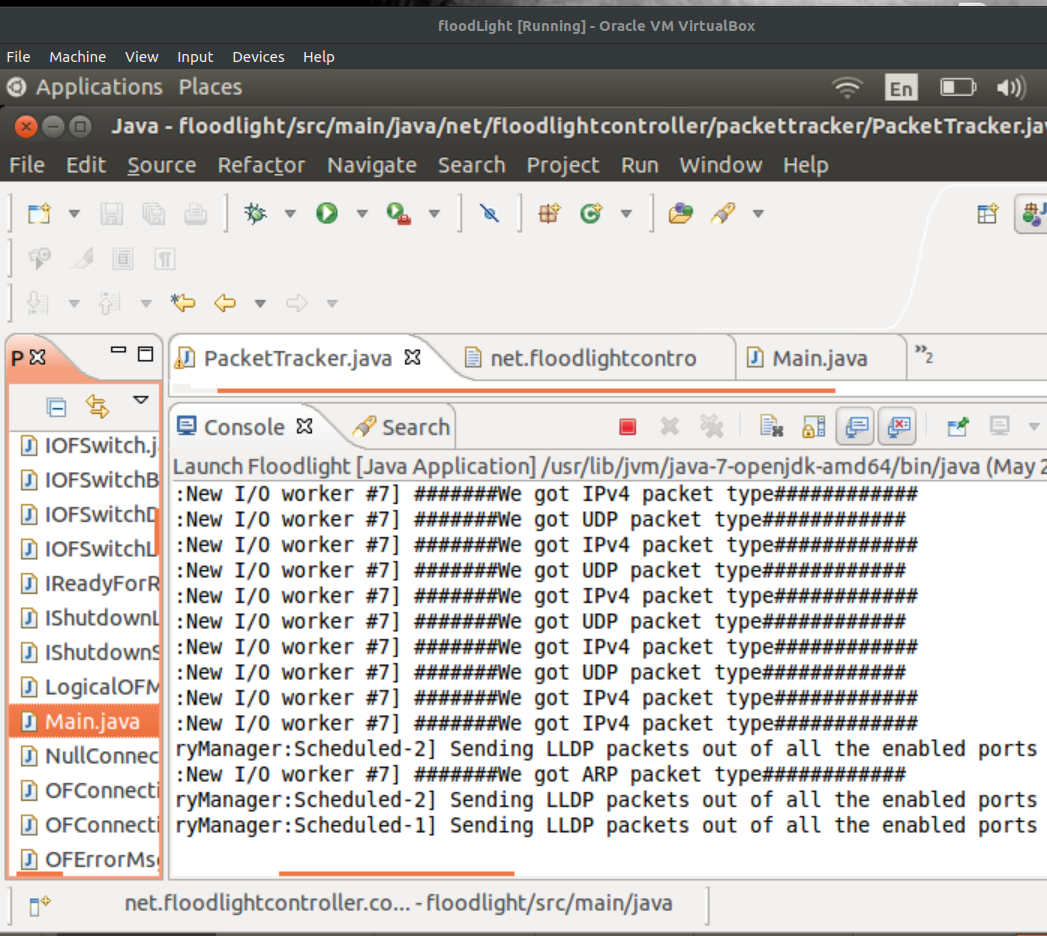 floodLight [Running] - Oracle VM VirtualBox
File Machine View Input Devices Help
Applications Places En
Java - floodlight/src/main/java/net/floodlightcontroller/packettracker/PacketTracker.jav
File Edit Source Refactor Navigate Search Project Run Window Help
P PacketTracker.java net.floodlightcontro Main.java »2
Console Search
Launch Floodlight [Java Application] /usr/lib/jvm/java-7-openjdk-amd64/bin/java (May 2
IOFSwitch.j
IOFSwitchB
IOFSwitchD
IOFSwitchL
IReadyForR
IShutdownL
IShutdownS
LogicalOFM
Main.java
NullConnec
OFConnecti
OFConnecti
OFErrorMsg
:New I/O worker #7] #######We got IPv4 packet type############
:New I/O worker #7] #######We got UDP packet type############
:New I/O worker #7] #######We got IPv4 packet type############
:New I/O worker #7] #######We got UDP packet type############
:New I/O worker #7] #######We got IPv4 packet type############
:New I/O worker #7] #######We got UDP packet type############
:New I/O worker #7] #######We got IPv4 packet type############
:New I/O worker #7] #######We got UDP packet type############
:New I/O worker #7] #######We got IPv4 packet type############
:New I/O worker #7] #######We got IPv4 packet type############
ryManager:Scheduled-2] Sending LLDP packets out of all the enabled ports
:New I/O worker #7] #######We got ARP packet type############
ryManager:Scheduled-2] Sending LLDP packets out of all the enabled ports
ryManager:Scheduled-1] Sending LLDP packets out of all the enabled ports
net.floodlightcontroller.co... - floodlight/src/main/java